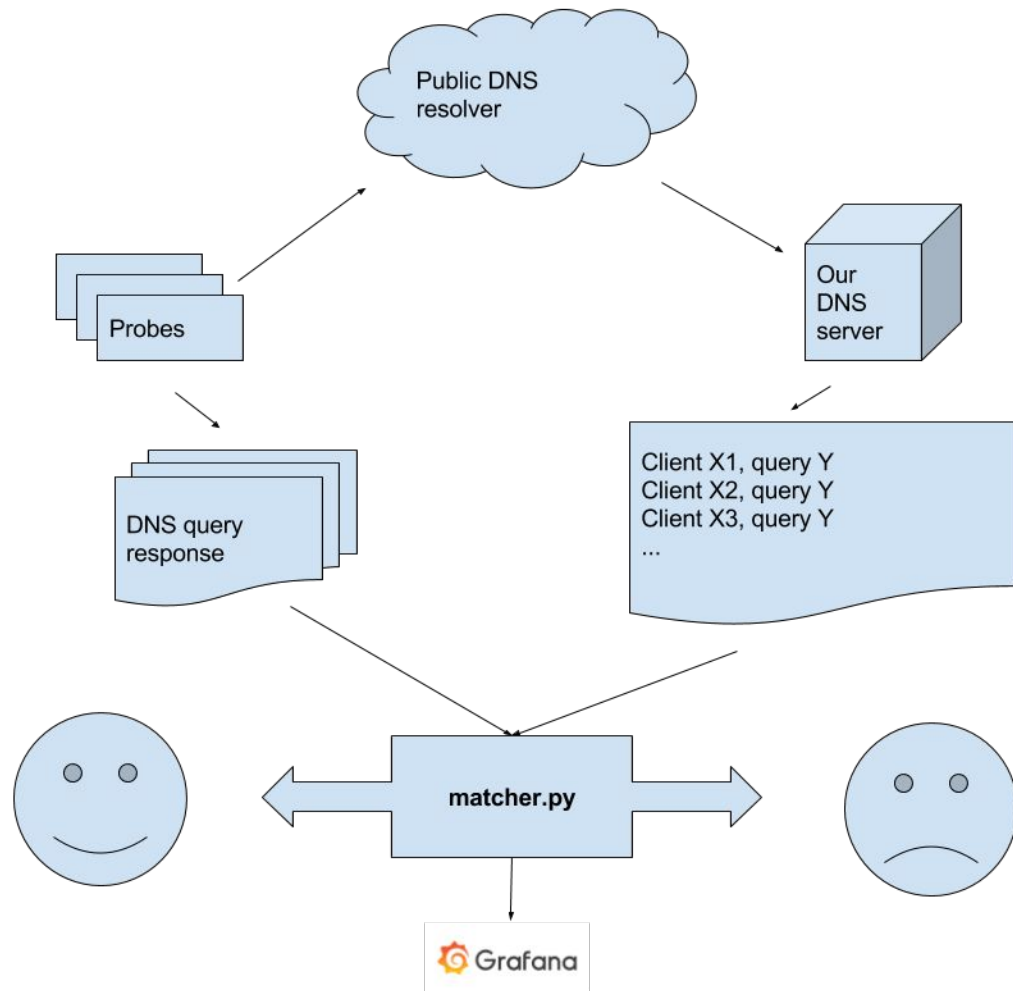 Public DNS
resolver
Probes
Our
DNS
server
DNS query
response
Client X1, query Y
Client X2, query Y
Client X3, query Y
...
matcher.py
Grafana